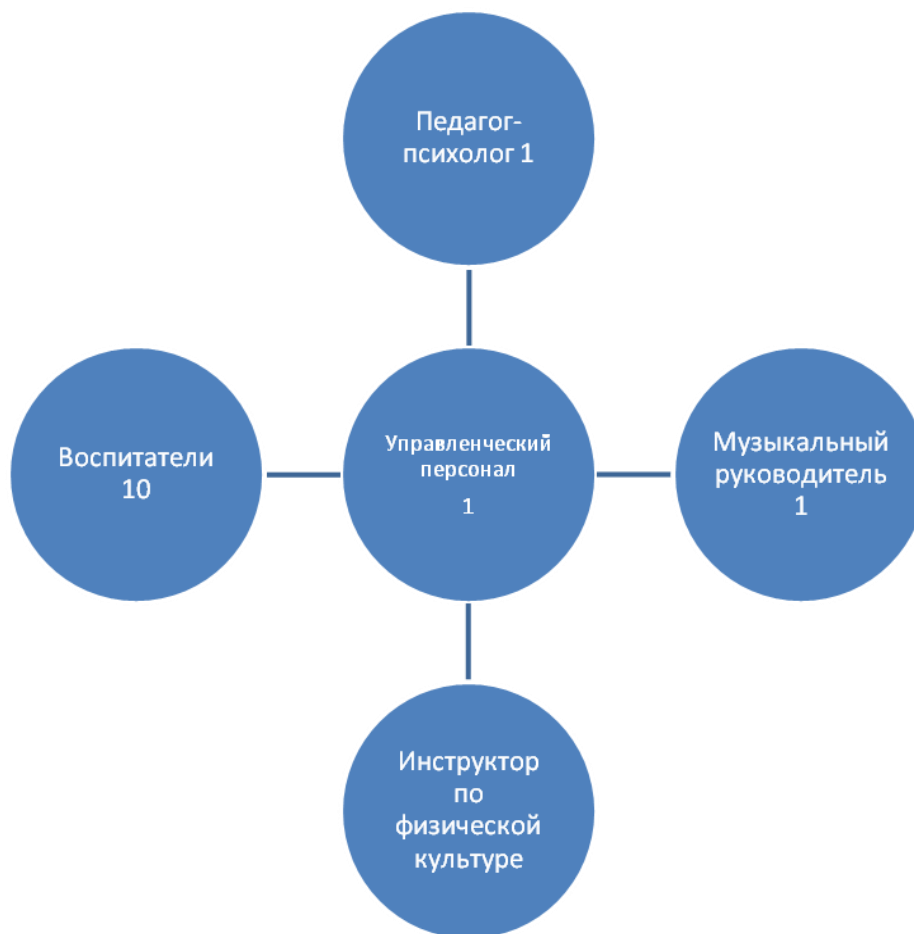 Педагог-
психолог 1
Воспитатели
10
Управленческий
персонал
1
Музыкальный
руководитель
1
Инструктор
по
физической
культуре